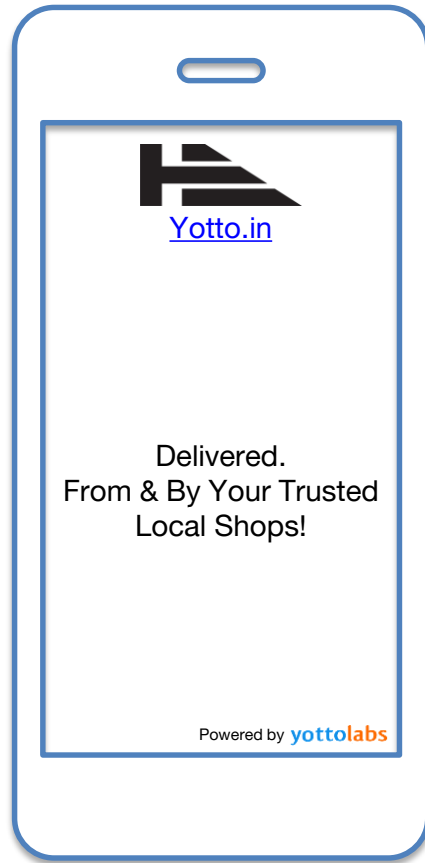 Yotto.in
Delivered.
From & By Your Trusted
Local Shops!
Powered by yottolabs